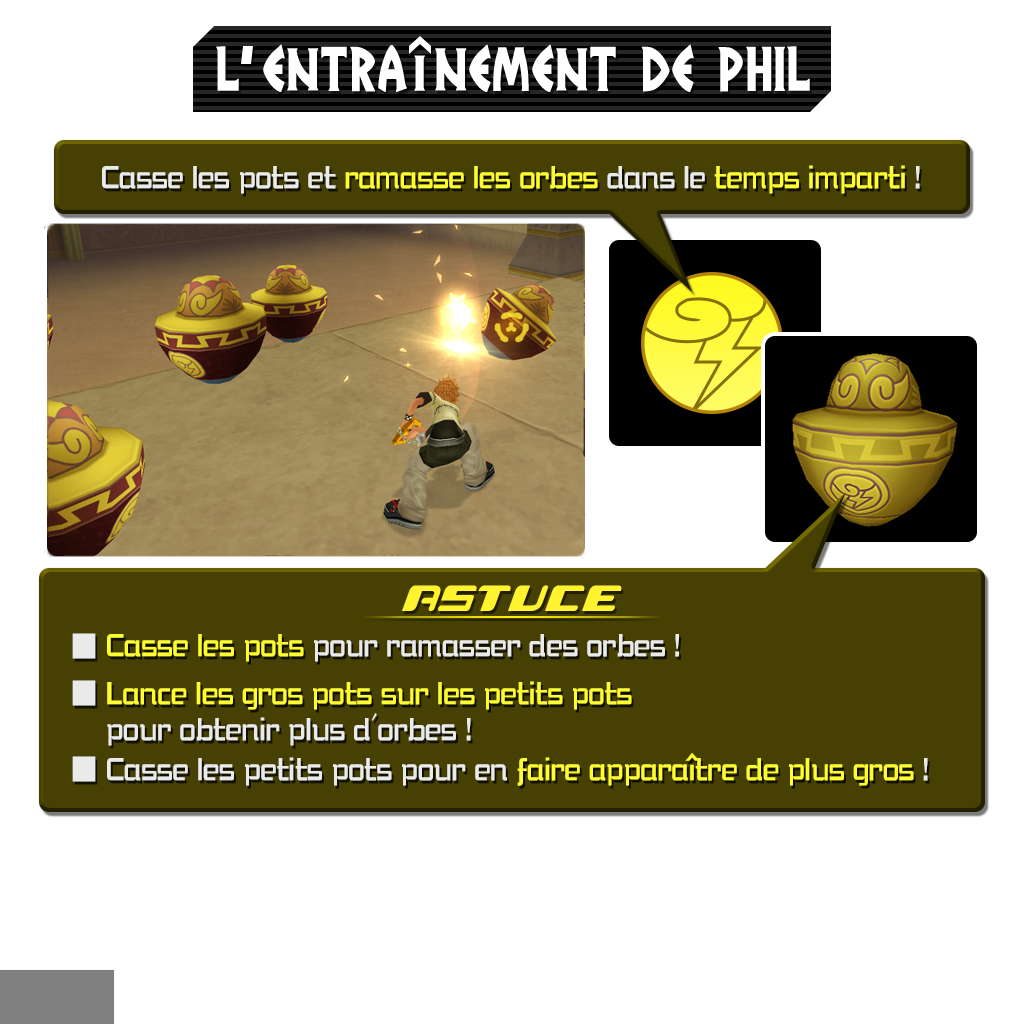 L'ENTRAÎNEMENT DE PHIL
Casse les pots et ramasse les orbes dans le temps imparti !
ASTUCE
Casse les pots pour ramasser des orbes !
Lance les gros pots sur les petits pots
pour obtenir plus d'orbes !
Casse les petits pots pour en faire apparaître de plus gros !